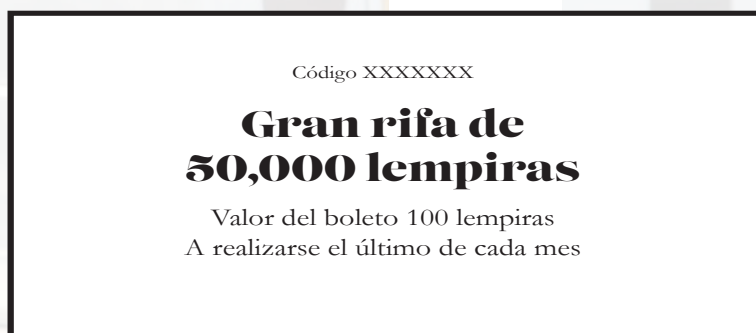 Código XXXXXXX
Gran rifa de
50,000 lempiras
Valor del boleto 100 lempiras
A realizarse el último de cada mes